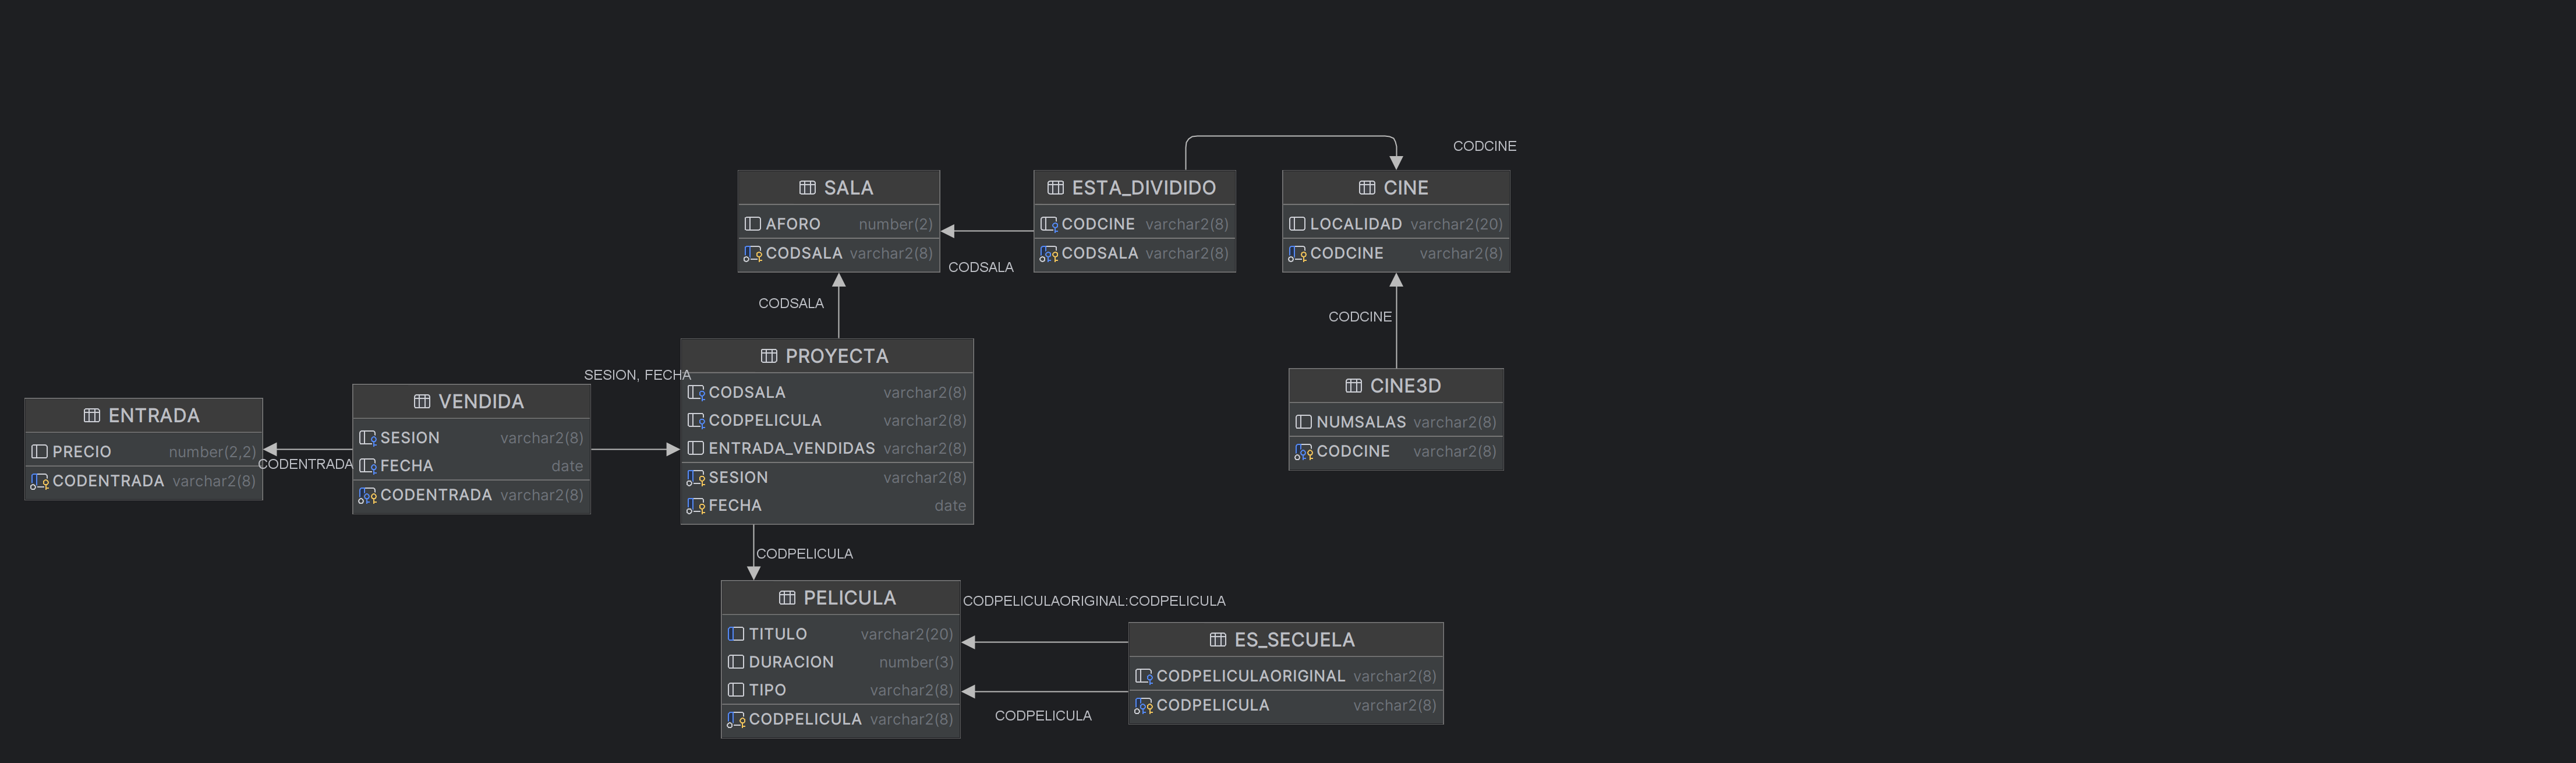 CODCINE
SALA
AFORO number(2)
CODSALA varchar2(8)
ESTA_DIVIDIDO
CODCINE varchar2(8)
CODSALA varchar2(8)
CINE
LOCALIDAD varchar2(20)
CODCINE varchar2(8)
CODSALA
CODSALA
CODCINE
PROYECTA
CODSALA varchar2(8)
CODPELICULA varchar2(8)
ENTRADA_VENDIDAS varchar2(8)
SESION varchar2(8)
FECHA date
SESION, FECHA
CINE3D
NUMSALAS varchar2(8)
CODCINE varchar2(8)
ENTRADA
PRECIO number(2,2)
CODENTRADA varchar2(8)
CODENTRADA
VENDIDA
SESION varchar2(8)
FECHA date
CODENTRADA varchar2(8)
CODPELICULA
PELICULA
TITULO varchar2(20)
DURACION number(3)
TIPO varchar2(8)
CODPELICULA varchar2(8)
CODPELICULAORIGINAL:CODPELICULA
ES_SECUELA
CODPELICULAORIGINAL varchar2(8)
CODPELICULA varchar2(8)
CODPELICULA